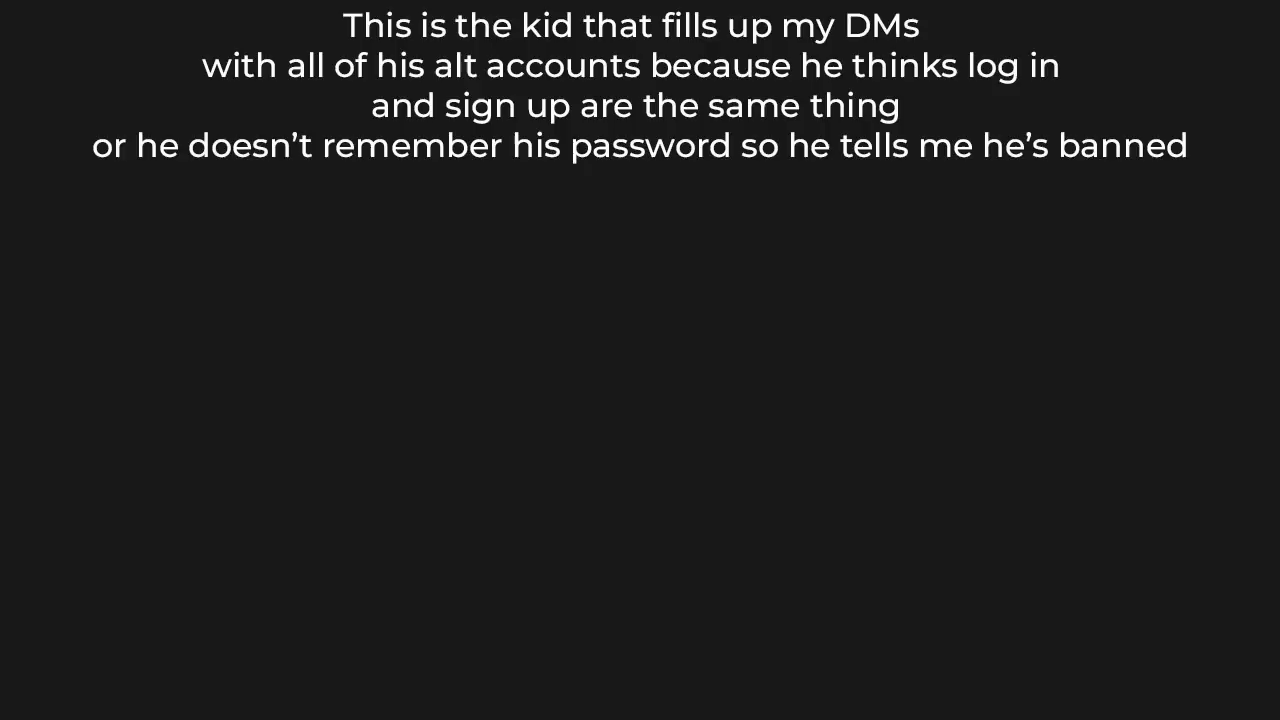 This is the kid that fills up my DMs
with all of his alt accounts because he thinks log in
and sign up are the same thing
or he doesn’t remember his password so he tells me he’s banned